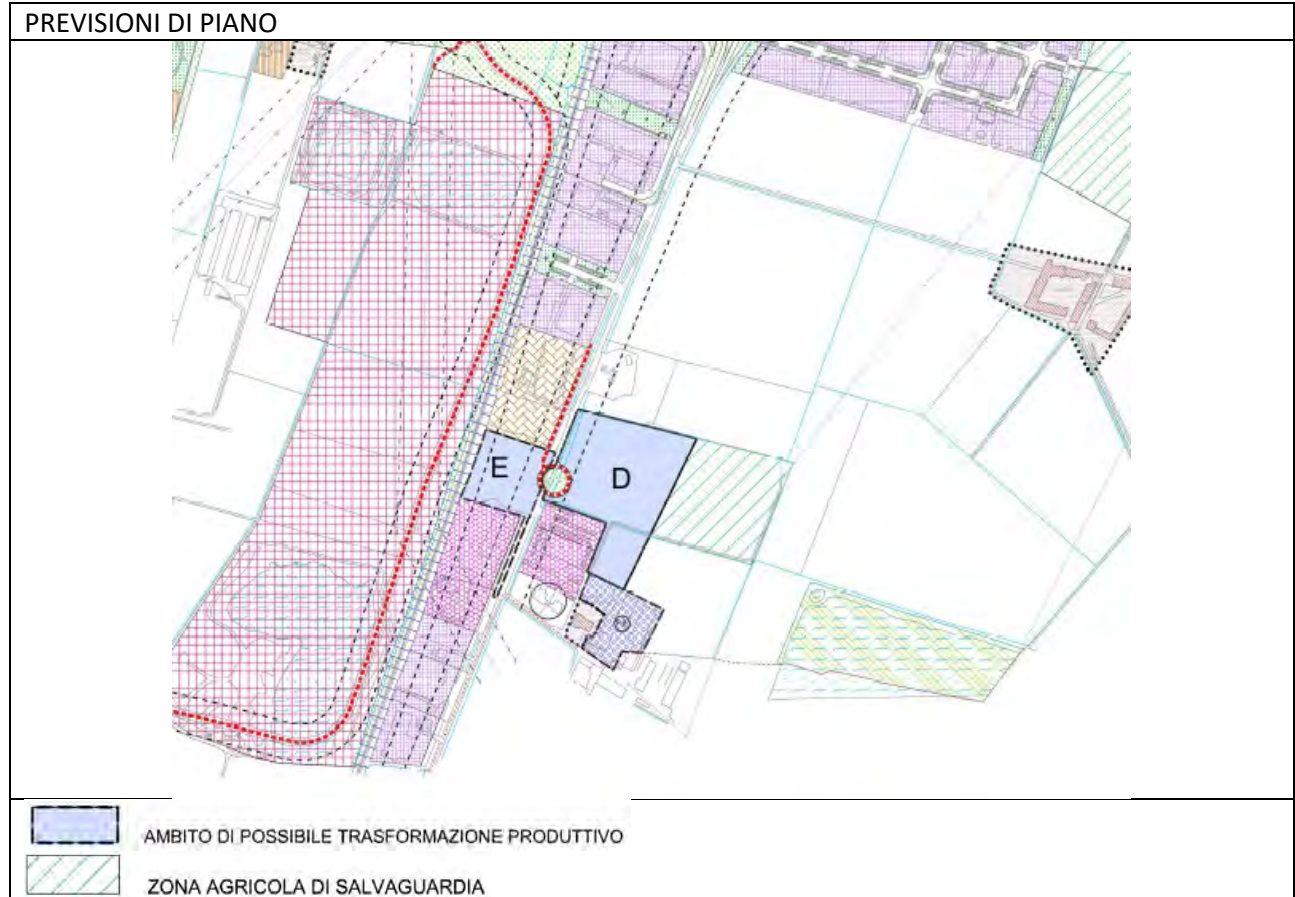 PREVISIONI DI PIANO
E
D
AMBITO DI POSSIBILE TRASFORMAZIONE PRODUTTIVO
ZONA AGRICOLA DI SALVAGUARDIA